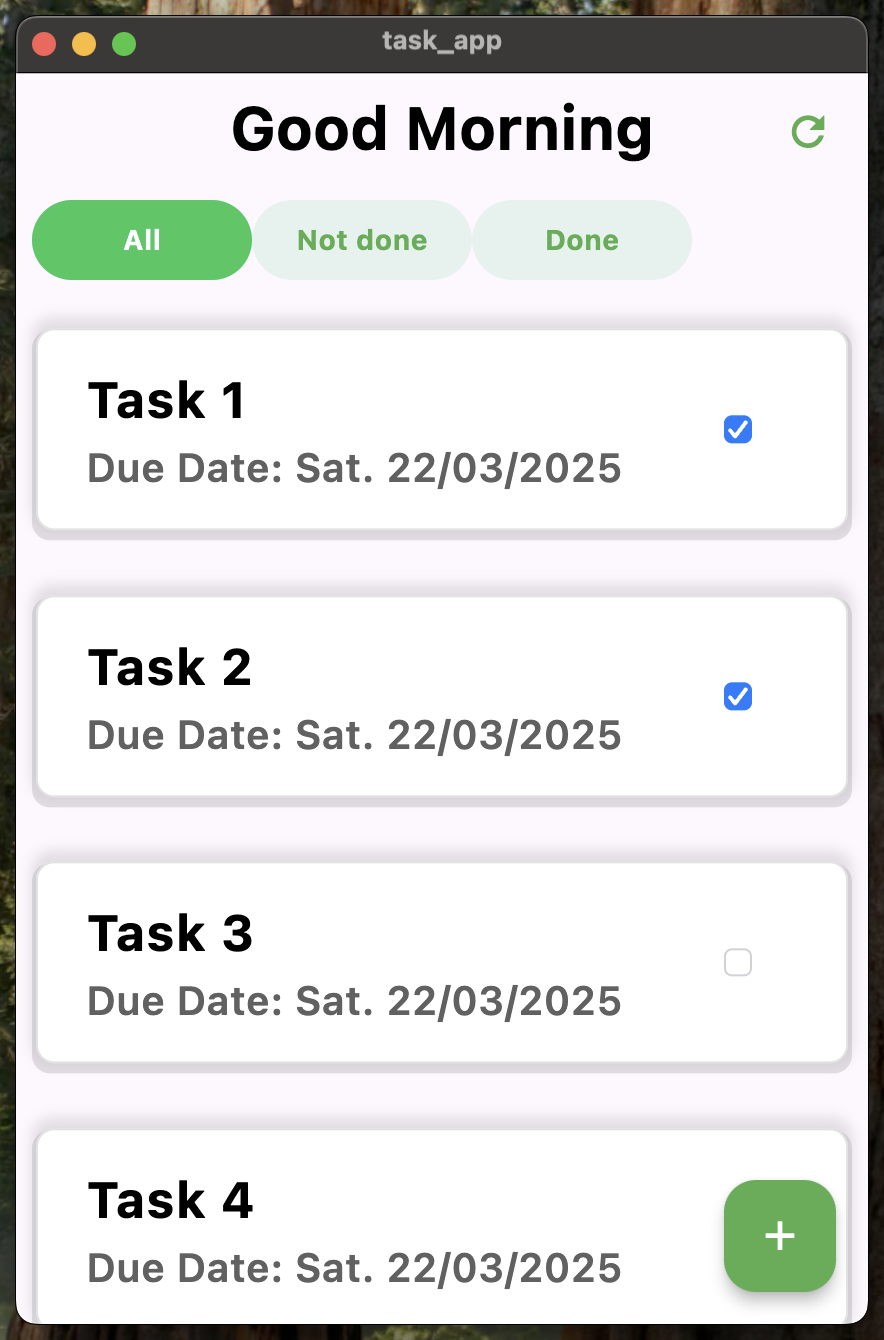 task_app
Good Morning
All
Not done
Done
Task 1
Due Date: Sat. 22/03/2025
Task 2
Due Date: Sat. 22/03/2025
Task 3
Due Date: Sat. 22/03/2025
Task 4
Due Date: Sat. 22/03/2025
+